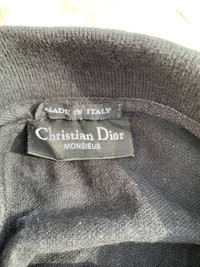 MADE IN ITALY
Christian Dior
MONSIEUR